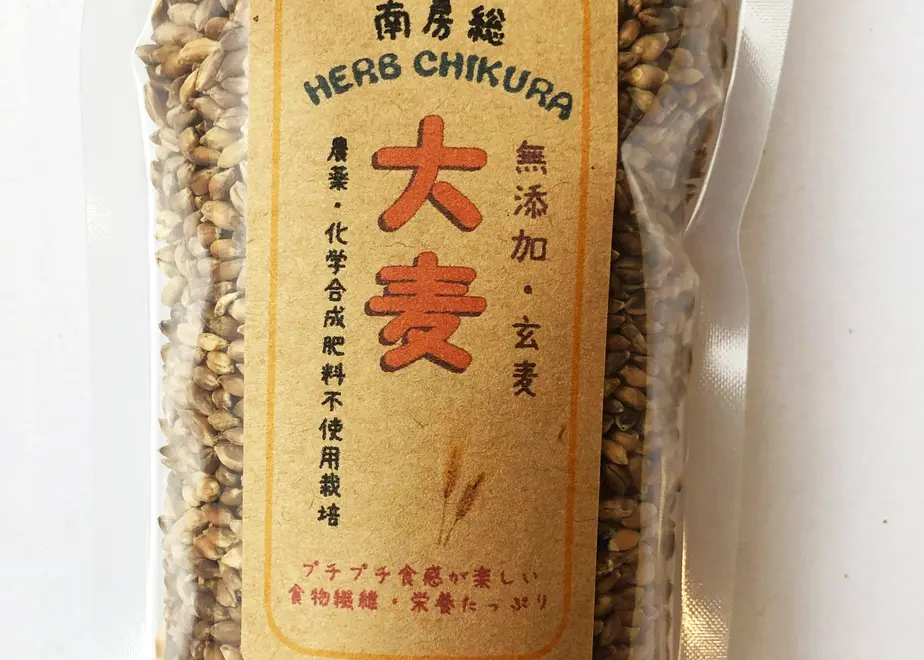 南房総
HERB CHIKURA
無添加・玄麦
大麦
農薬・化学合成肥料不使用栽培
プチプチ食感が楽しい
食物繊維・栄養たっぷり